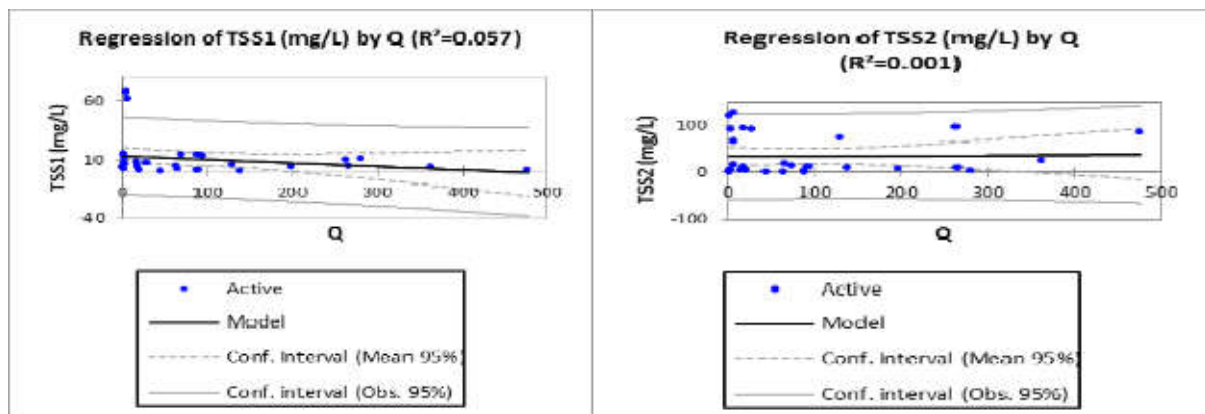 Regression of TSS1 (mg/L) by Q (R²=0.057)
TSS1 (mg/L)
60
10
-40
0
100
200
300
400
500
Q
Active
Model
Conf. Interval (Mean 95%)
Conf. interval (Obs. 95%)
Regression of TSS2 (mg/L) by Q
(R²=0.001)
TSS2 (mg/L)
100
0
-100
0
100
200
300
400
500
Q
Active
Model
Conf. Interval (Mean 95%)
Conf. interval (Obs. 95%)